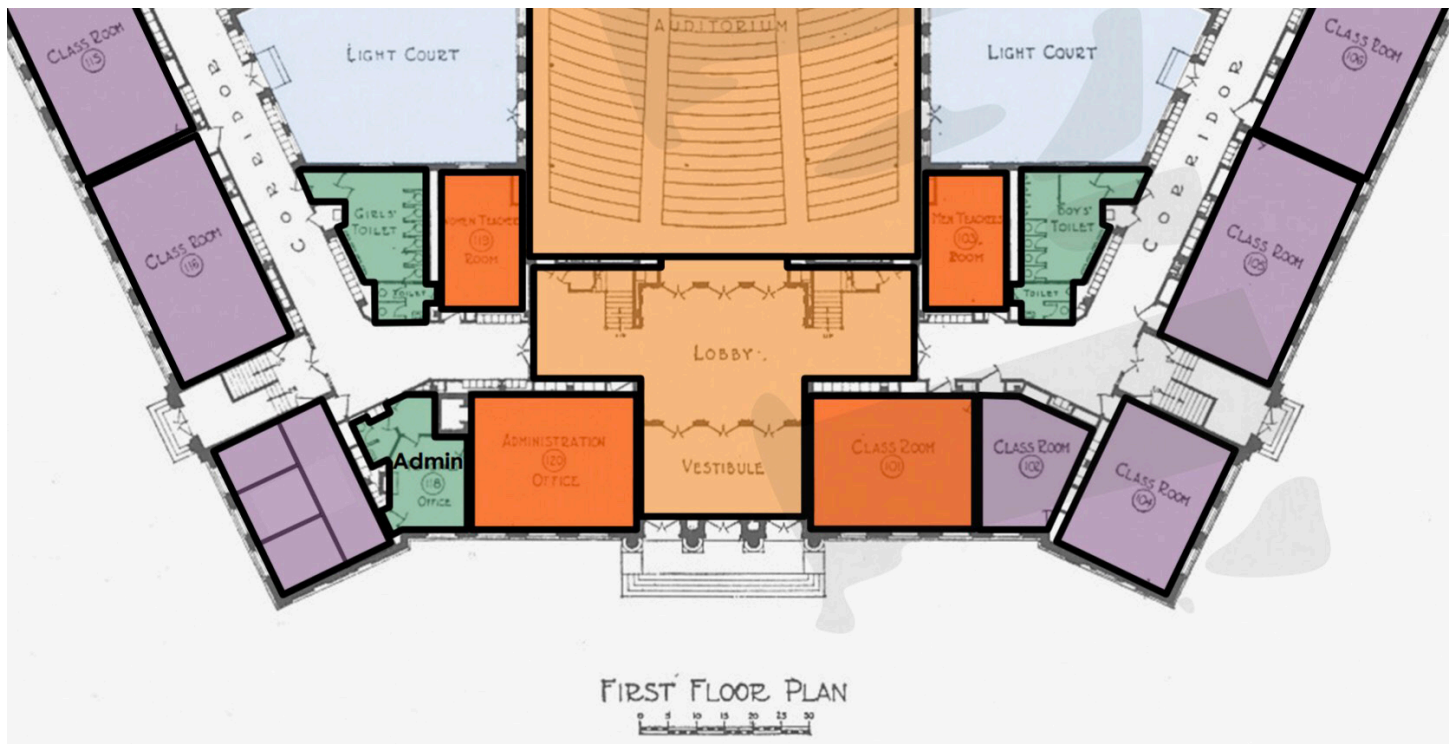 AUDITORIUM
CLASS ROOM
115
LIGHT COURT
LIGHT COURT
CLASS ROOM
106
CORRIDOR
CORRIDOR
CLASS ROOM
116
GIRLS'
TOILET
TOILET
WOMEN TEACHERS
113
ROOM
MEN TEACHERS
103
ROOM
BOYS'
TOILET
TOILET
CLASS ROOM
105
LOBBY
VESTIBULE
Admin
118
OFFICE
ADMINISTRATION
120
OFFICE
CLASS ROOM
101
CLASS ROOM
102
CLASS ROOM
104
FIRST FLOOR PLAN
0 5 10 15 20 25 30